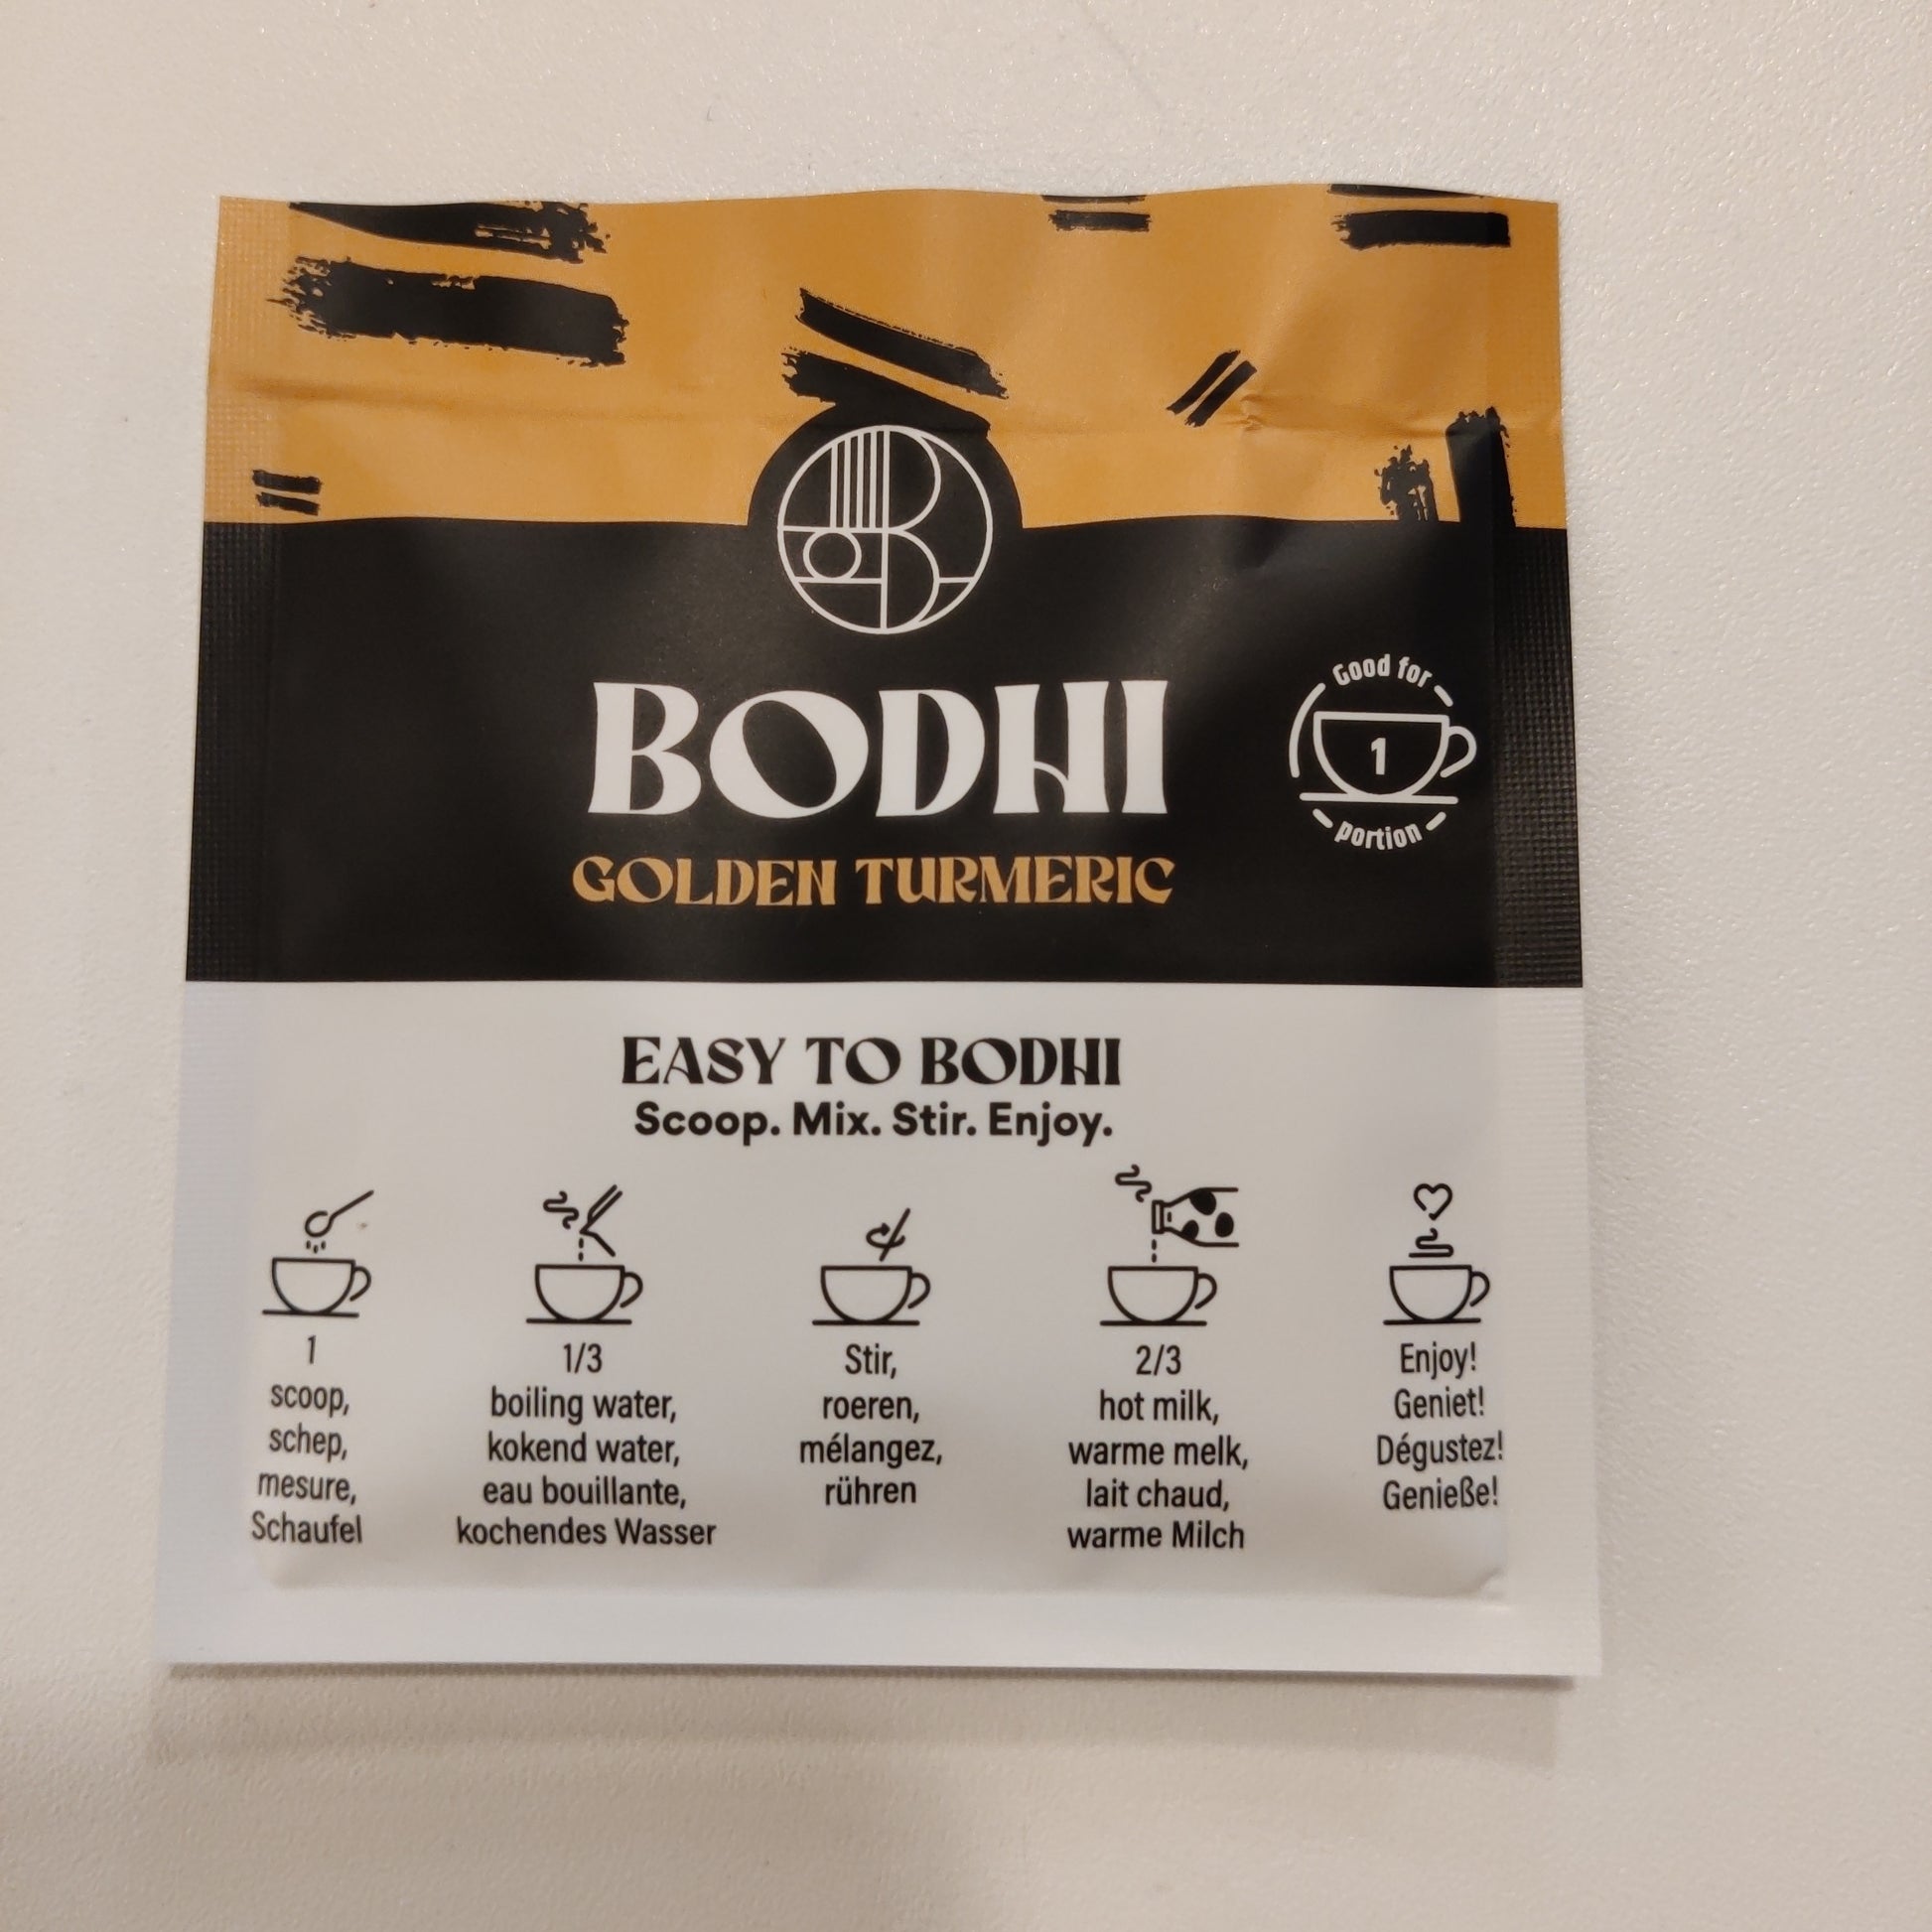 Good for
1
portion
BODHI
GOLDEN TURMERIC
EASY TO BODHI
Scoop. Mix. Stir. Enjoy.
1
scoop,
schep,
mesure,
Schaufel
1/3
boiling water,
kokend water,
eau bouillante,
kochendes Wasser
Stir,
roeren,
mélangez,
rühren
2/3
hot milk,
warme melk,
lait chaud,
warme Milch
Enjoy!
Geniet!
Dégustez!
Genieße!